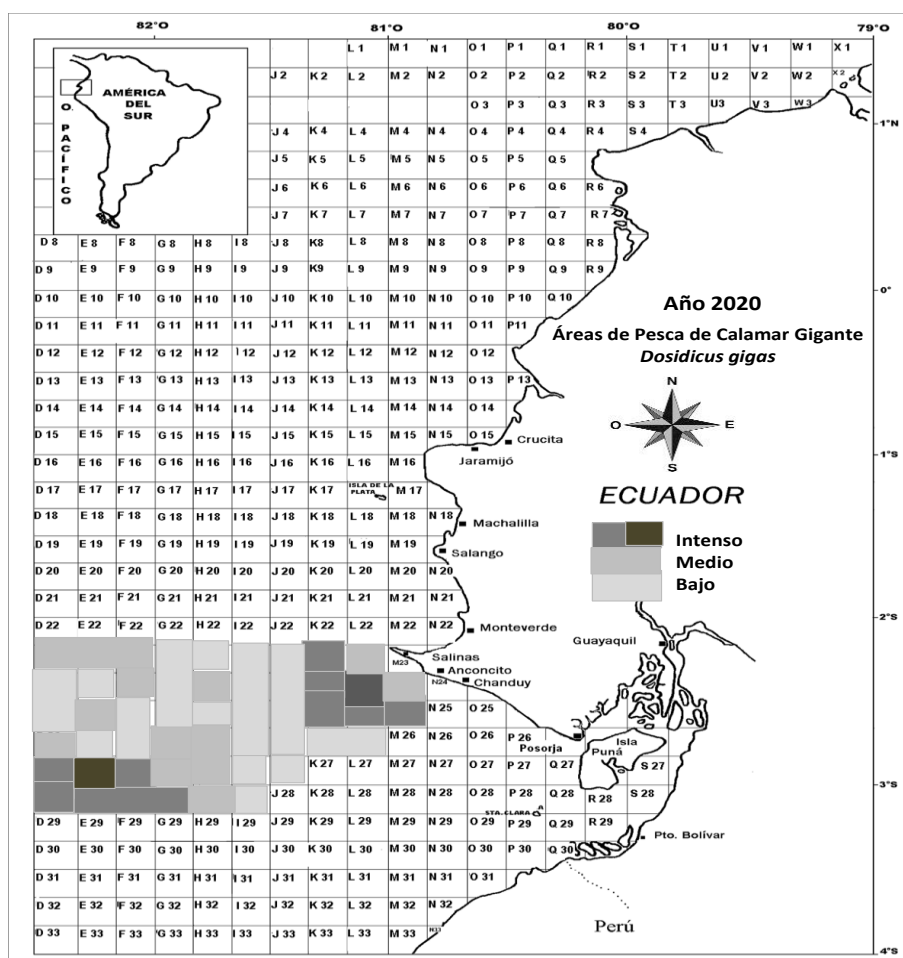 82°O 81°O 80°O 79°O
L 1 M 1 N 1 O 1 P 1 Q 1 R 1 S 1 T 1 U 1 V 1 W 1 X 1
J 2 K 2 L 2 M 2 N 2 O 2 P 2 Q 2 R 2 S 2 T 2 U 2 V 2 W 2 X 2
AMÉRICA
DEL
SUR
O. PACÍFICO
O 3 P 3 Q 3 R 3 S 3 T 3 U3 V 3 W 3
J 4 K 4 L 4 M 4 N 4 O 4 P 4 Q 4 R 4 S 4 1°N
J 5 K 5 L 5 M 5 N 5 O 5 P 5 Q 5
J 6 K 6 L 6 M 6 N 6 O 6 P 6 Q 6 R 6
J 7 K 7 L 7 M 7 N 7 O 7 P 7 Q 7 R 7
D 8 E 8 F 8 G 8 H 8 I 8 J 8 K8 L 8 M 8 N 8 O 8 P 8 Q 8 R 8
D 9 E 9 F 9 G 9 H 9 I 9 J 9 K9 L 9 M 9 N 9 O 9 P 9 Q 9 R 9
D 10 E 10 F 10 G 10 H 10 I 10 J 10 K 10 L 10 M 10 N 10 O 10 P 10 Q 10 0°
Año 2020
D 11 E 11 F 11 G 11 H 11 I 11 J 11 K 11 L 11 M 11 N 11 O 11 P11
Áreas de Pesca de Calamar Gigante
D 12 E 12 F 12 G 12 H 12 I 12 J 12 K 12 L 12 M 12 N 12 O 12
Dosidicus gigas
D 13 E 13 F 13 G 13 H 13 I 13 J 13 K 13 L 13 M 13 N 13 O 13 P 13
N
D 14 E 14 F 14 G 14 H 14 I 14 J 14 K 14 L 14 M 14 N 14 O 14
O E
D 15 E 15 F 15 G 15 H 15 I 15 J 15 K 15 L 15 M 15 N 15 O 15 Crucita
S
1°S
D 16 E 16 F 16 G 16 H 16 I 16 J 16 K 16 L 16 M 16 Jaramijó
D 17 E 17 F 17 G 17 H 17 I 17 J 17 K 17 ISLA DE LA PLATA M 17
ECUADOR
D 18 E 18 F 18 G 18 H 18 I 18 J 18 K 18 L 18 M 18 N 18 Machalilla
Intenso
D 19 E 19 F 19 G 19 H 19 I 19 J 19 K 19 L 19 M 19 Salango
Medio
D 20 E 20 F 20 G 20 H 20 I 20 J 20 K 20 L 20 M 20 N 20
Bajo
D 21 E 21 F 21 G 21 H 21 I 21 J 21 K 21 L 21 M 21 N 21
D 22 E 22 F 22 G 22 H 22 I 22 J 22 K 22 L 22 M 22 N 22 Monteverde 2°S
Guayaquil
M23 Salinas
Anconcito
N24 Chanduy
N 25 O 25
M 26 N 26 O 26 P 26
Posorja
Isla
Puná
K 27 L 27 M 27 N 27 O 27 P 27 Q 27 S 27
3°S
J 28 K 28 L 28 M 28 N 28 O 28 P 28 Q 28 R 28 S 28
STA. CLARA
D 29 E 29 F 29 G 29 H 29 I 29 J 29 K 29 L 29 M 29 N 29 O 29 P 29 Q 29 R 29
Pto. Bolívar
D 30 E 30 F 30 G 30 H 30 I 30 J 30 K 30 L 30 M 30 N 30 O 30 P 30 Q 30
D 31 E 31 F 31 G 31 H 31 I 31 J 31 K 31 L 31 M 31 N 31 O 31
D 32 E 32 F 32 G 32 H 32 I 32 J 32 K 32 L 32 M 32 N 32
Perú
D 33 E 33 F 33 G 33 H 33 I 33 J 33 K 33 L 33 M 33 N33
4°S